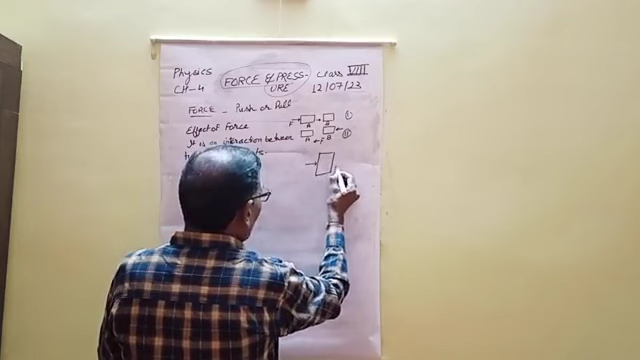 Physics
CH-4
FORCE & PRESS-
URE
Class VIII
12/07/23
FORCE - Push or Pull
Effect of Force
It is an interaction between
F A B I
A B II
F